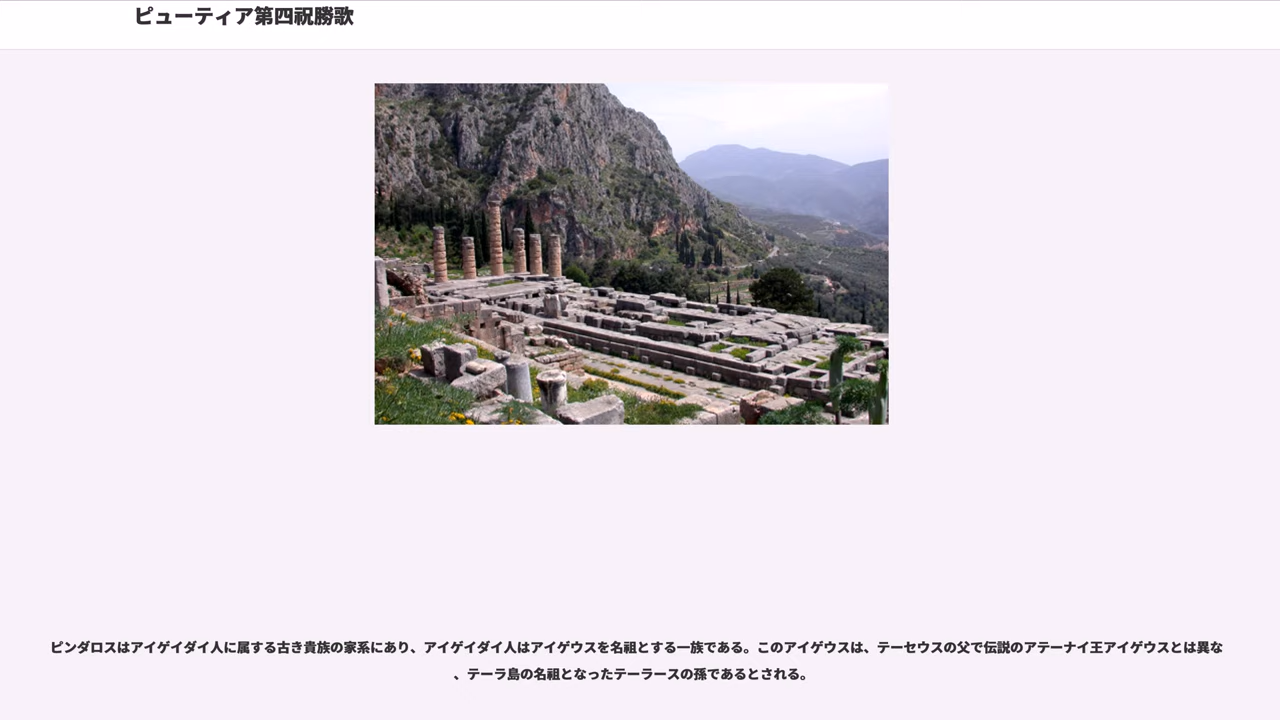 ピューティア第四祝勝歌
ピンダロスはアイゲイダイ人に属する古き貴族の家系にあり、アイゲイダイ人はアイゲウスを名祖とする一族である。このアイゲウスは、テーセウスの父で伝説のアテーナイ王アイゲウスとは異な
、テーラ島の名祖となったテーラースの孫であるとされる。